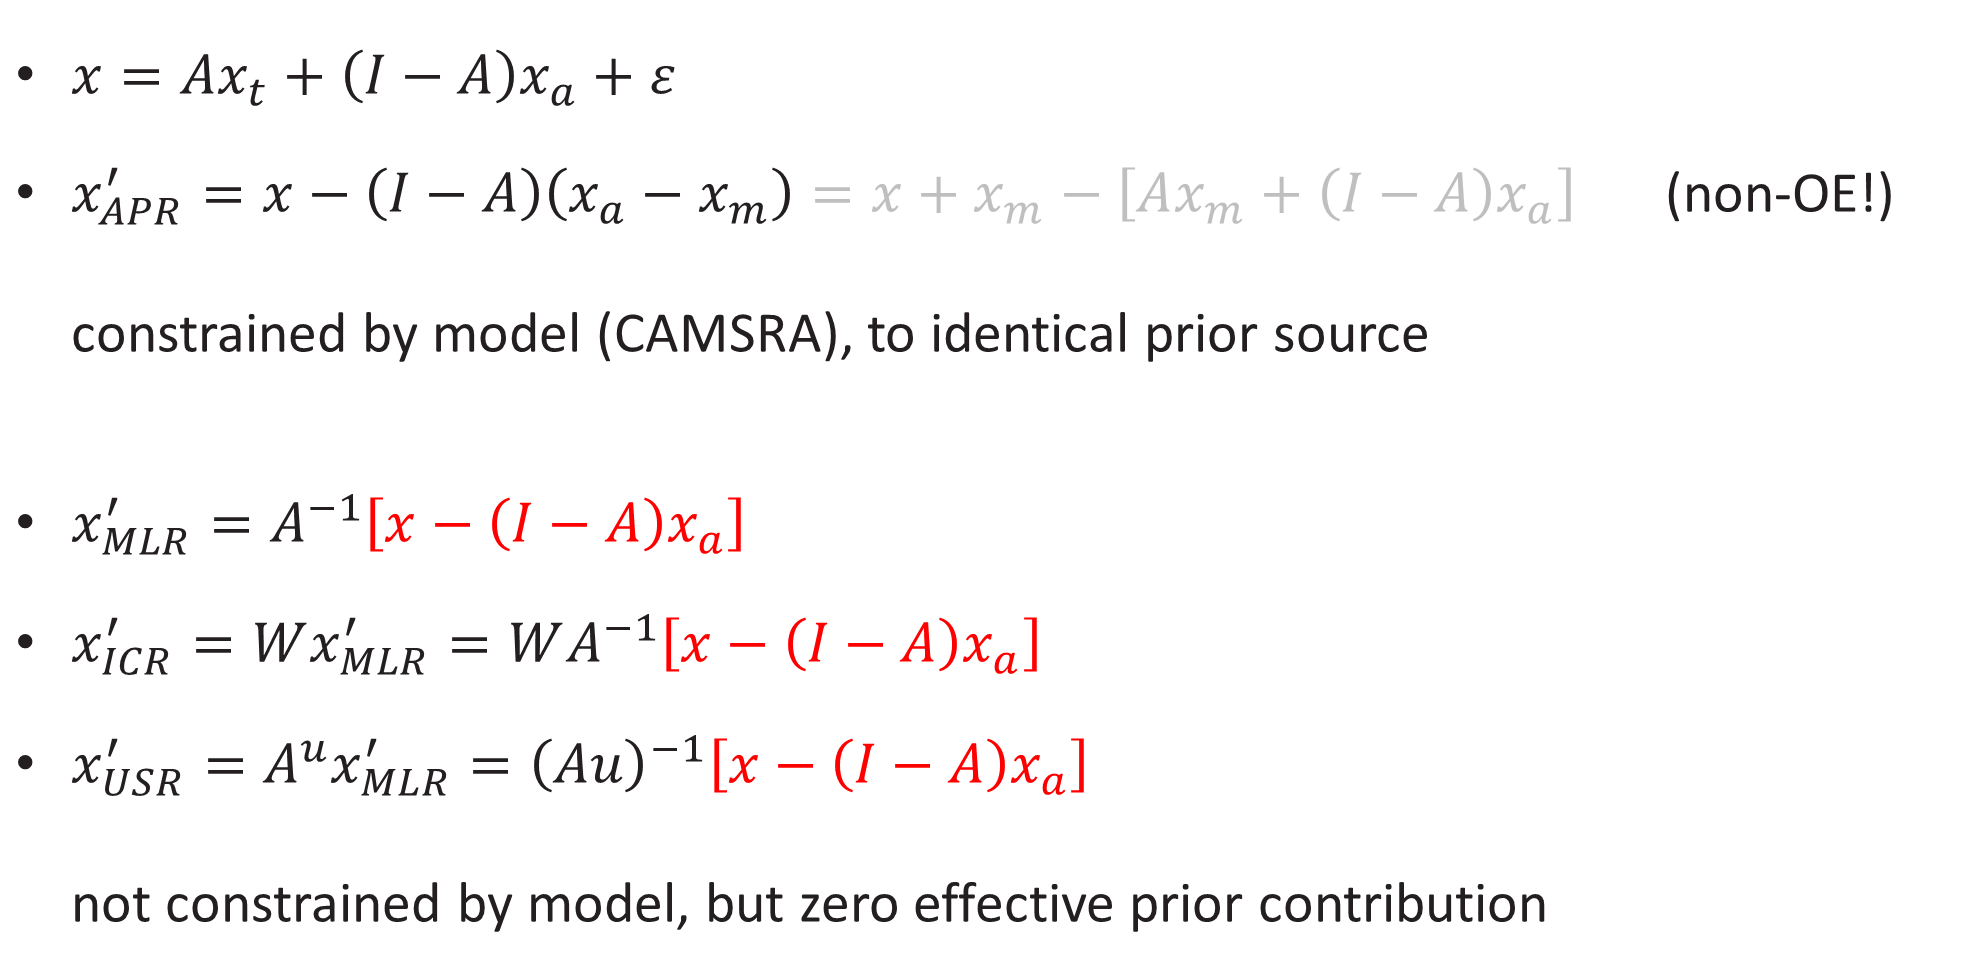 • x = Ax_t + (I − A)x_a + ε
• x′_APR = x − (I − A)(x_a − x_m) = x + x_m − [Ax_m + (I − A)x_a] (non-OE!)
constrained by model (CAMSRA), to identical prior source
• x′_MLR = A⁻¹[x − (I − A)x_a]
• x′_ICR = Wx′_MLR = WA⁻¹[x − (I − A)x_a]
• x′_USR = Aᵘx′_MLR = (Au)⁻¹[x − (I − A)x_a]
not constrained by model, but zero effective prior contribution